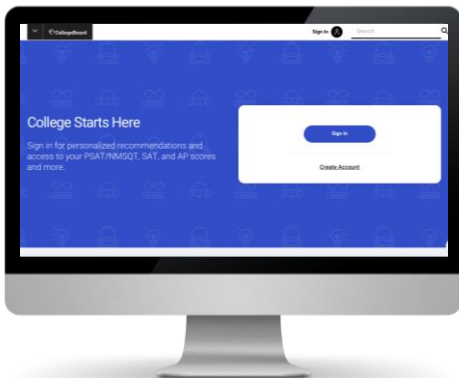 CollegeBoard
Sign In
Search
College Starts Here
Sign in for personalized recommendations and
access to your PSAT/NMSQT, SAT, and AP scores
and more.
Sign In
Create Account